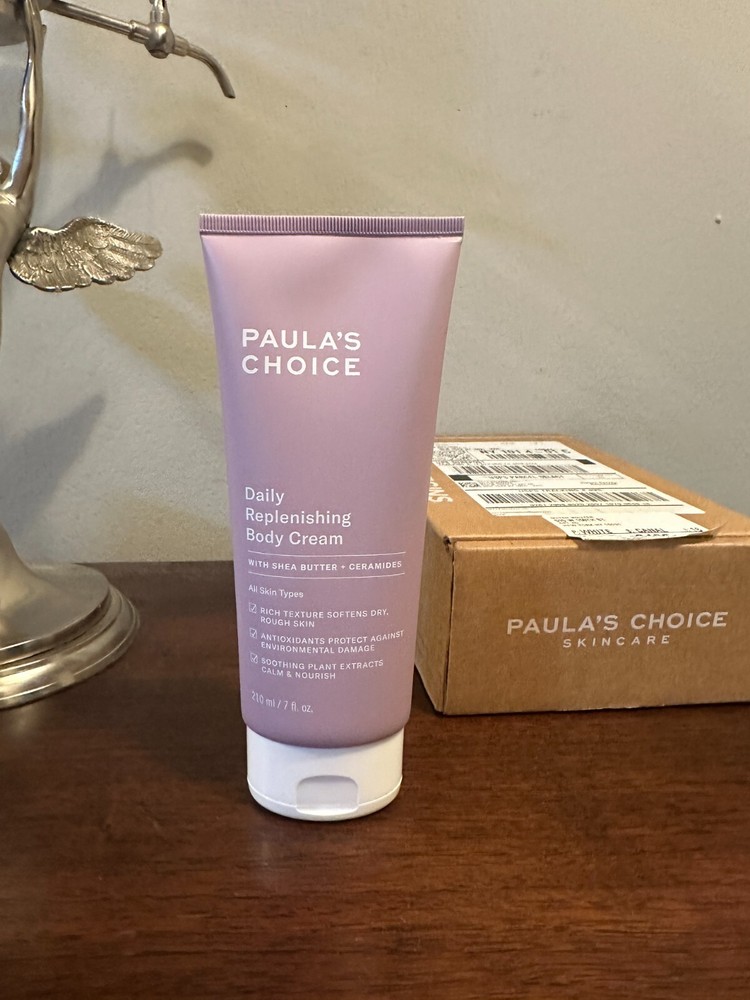 PAULA'S
CHOICE
Daily
Replenishing
Body Cream
WITH SHEA BUTTER + CERAMIDES
All Skin Types
RICH TEXTURE SOFTENS DRY,
ROUGH SKIN
ANTIOXIDANTS PROTECT AGAINST
ENVIRONMENTAL DAMAGE
SOOTHING PLANT EXTRACTS
CALM & NOURISH
210 ml / 7 fl. oz.
PAULA'S CHOICE
SKINCARE